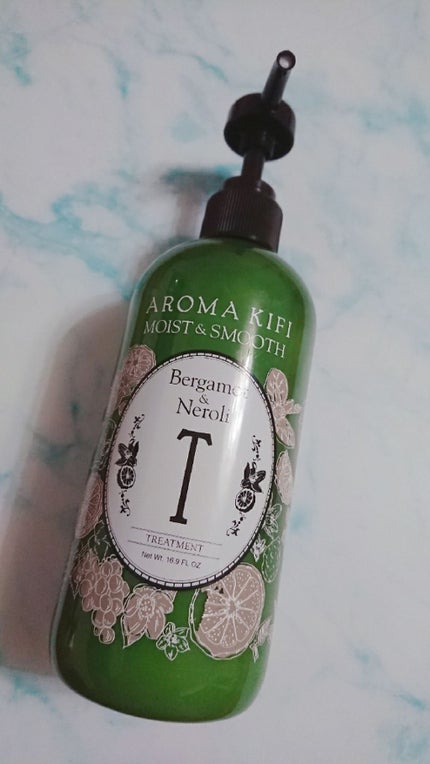 AROMA KIFI
MOIST & SMOOTH
Bergamot
&
Neroli
T
TREATMENT
Net Wt. 16.9 FL OZ